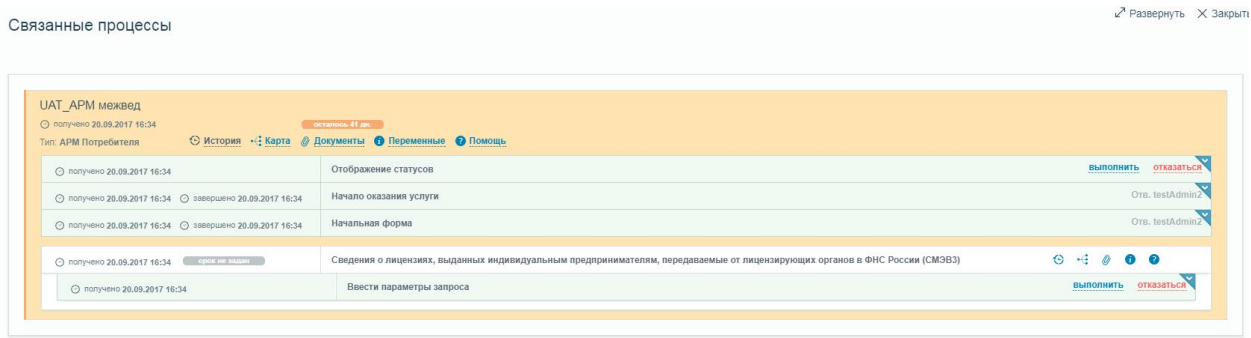 Развернуть Закрыть
Связанные процессы
UAT_АРМ межвед
получено 20.09.2017 16:34 осталось 41 дн.
Тип: АРМ Потребителя История Карта Документы Переменные Помощь
получено 20.09.2017 16:34 Отображение статусов выполнить отказаться
получено 20.09.2017 16:34 завершено 20.09.2017 16:34 Начало оказания услуги Отв. testAdmin2
получено 20.09.2017 16:34 завершено 20.09.2017 16:34 Начальная форма Отв. testAdmin2
получено 20.09.2017 16:34 срок не задан Сведения о лицензиях, выданных индивидуальным предпринимателям, передаваемые от лицензирующих органов в ФНС России (СМЭВ3)
получено 20.09.2017 16:34 Ввести параметры запроса выполнить отказаться